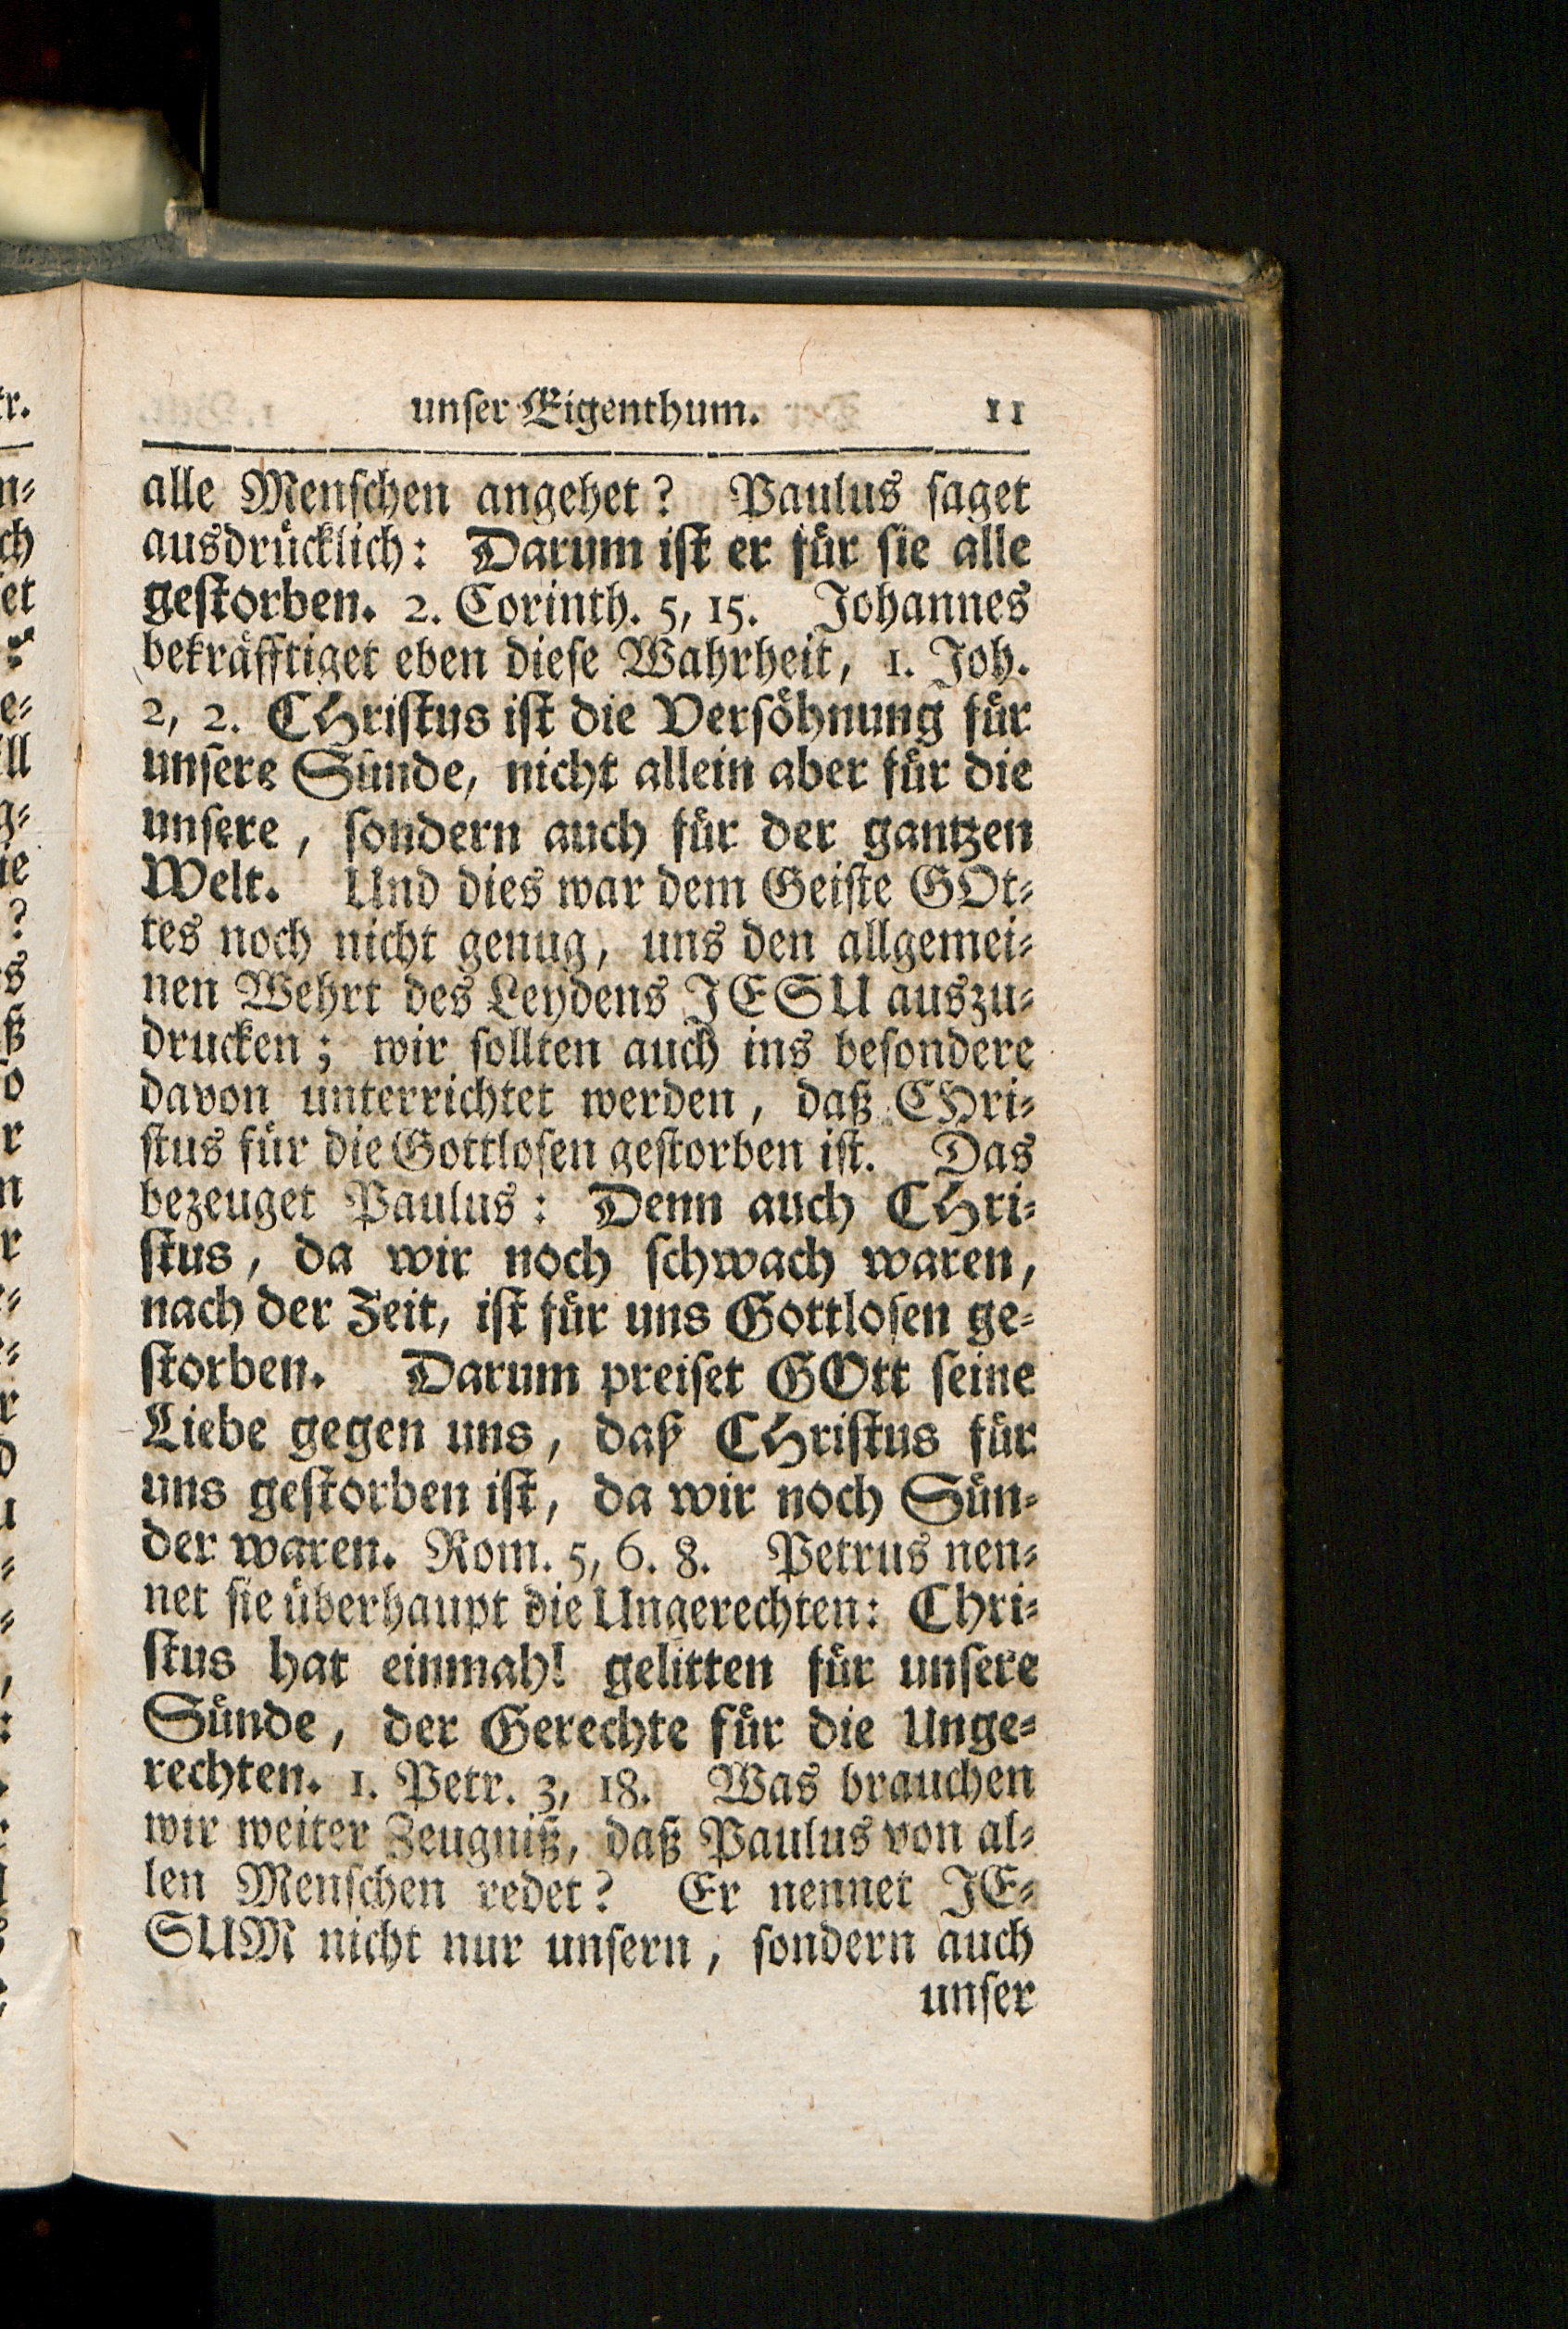 unser Eigenthum. 11
alle Menschen angehet? Paulus saget
ausdrücklich: Darum ist er für sie alle
gestorben. 2. Corinth. 5, 15. Johannes
bekräfftiget eben diese Wahrheit, 1. Joh.
2, 2. CHristus ist die Versöhnung für
unsere Sünde, nicht allein aber für die
unsere, sondern auch für der gantzen
Welt. Und dies war dem Geiste GOt-
tes noch nicht genug, uns den allgemei-
nen Wehrt des Leydens JESU auszu-
drucken; wir sollten auch ins besondere
davon unterrichtet werden, daß CHri-
stus für die Gottlosen gestorben ist. Das
bezeuget Paulus: Denn auch CHri-
stus, da wir noch schwach waren,
nach der Zeit, ist für uns Gottlosen ge-
storben. Darum preiset GOtt seine
Liebe gegen uns, daß CHristus für
uns gestorben ist, da wir noch Sün-
der waren. Rom. 5, 6. 8. Petrus nen-
net sie überhaupt die Ungerechten: Chri-
stus hat einmahl gelitten für unsere
Sünde, der Gerechte für die Unge-
rechten. 1. Petr. 3, 18. Was brauchen
wir weiter Zeugniß, daß Paulus von al-
len Menschen redet? Er nennet JE-
SUM nicht nur unsern, sondern auch
unser